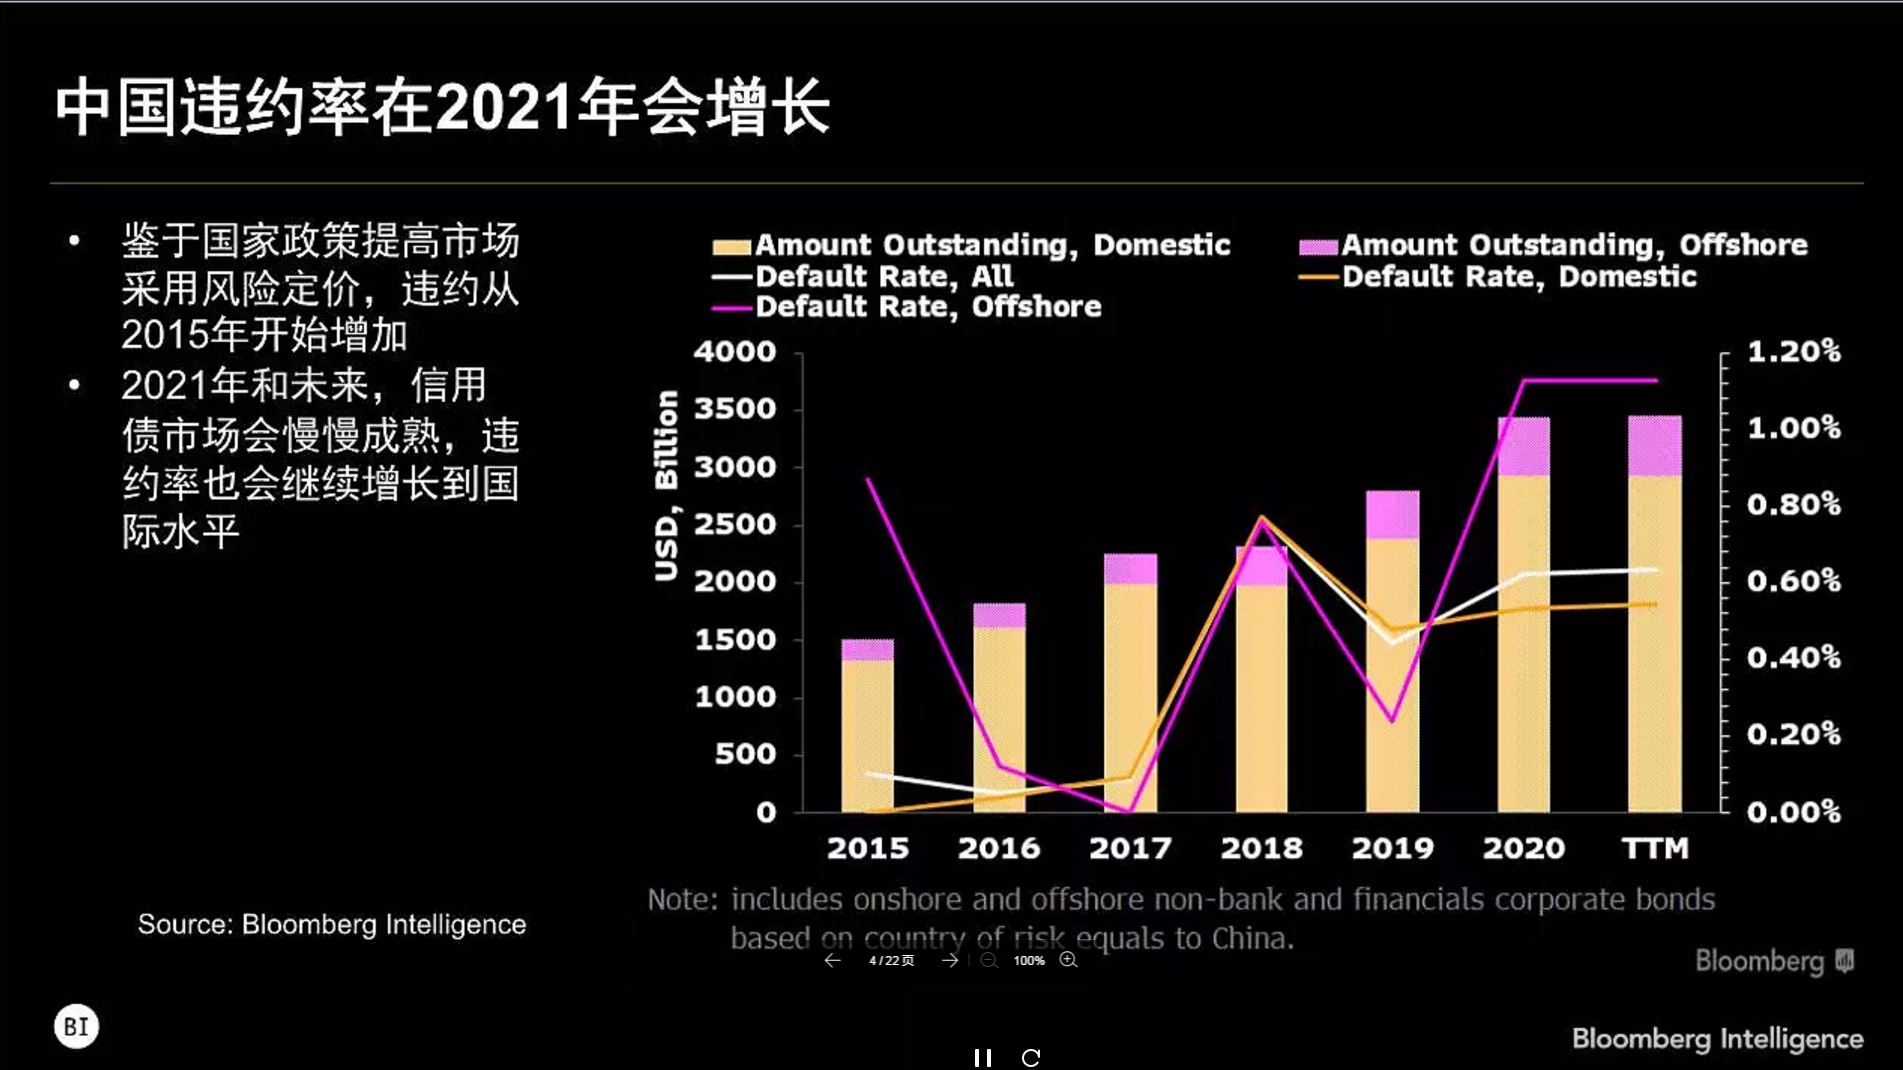 中国违约率在2021年会增长
• 鉴于国家政策提高市场
采用风险定价，违约从
2015年开始增加
• 2021年和未来，信用
债市场会慢慢成熟，违
约率也会继续增长到国
际水平
Source: Bloomberg Intelligence
Amount Outstanding, Domestic
Amount Outstanding, Offshore
Default Rate, All
Default Rate, Domestic
Default Rate, Offshore
USD, Billion
4000
3500
3000
2500
2000
1500
1000
500
0
1.20%
1.00%
0.80%
0.60%
0.40%
0.20%
0.00%
2015 2016 2017 2018 2019 2020 TTM
Note: includes onshore and offshore non-bank and financials corporate bonds
based on country of risk equals to China.
4/22页 100%
Bloomberg
BI
Bloomberg Intelligence